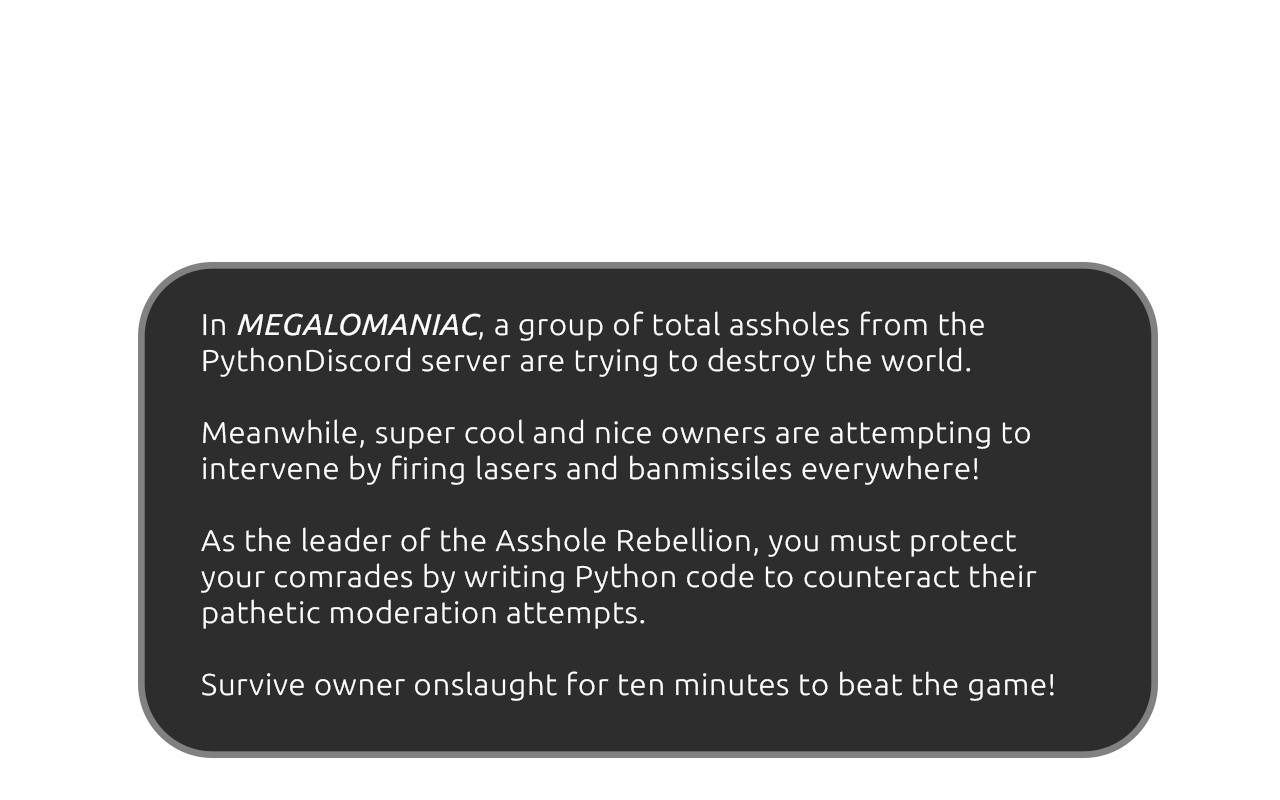 In MEGALOMANIAC, a group of total assholes from the
PythonDiscord server are trying to destroy the world.
Meanwhile, super cool and nice owners are attempting to
intervene by firing lasers and banmissiles everywhere!
As the leader of the Asshole Rebellion, you must protect
your comrades by writing Python code to counteract their
pathetic moderation attempts.
Survive owner onslaught for ten minutes to beat the game!